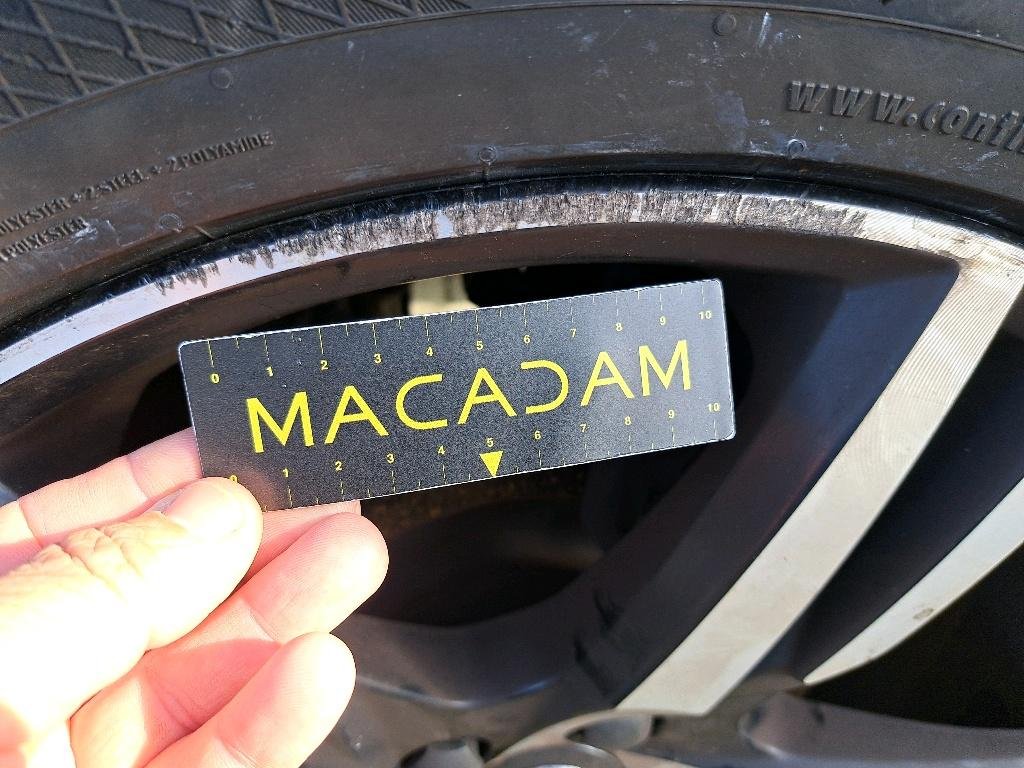 www.conti
POLYESTER + 2 STEEL + 2 POLYAMIDE
1 POLYESTER
0 1 2 3 4 5 6 7 8 9 10
MACADAM
0 1 2 3 4 5 6 7 8 9 10